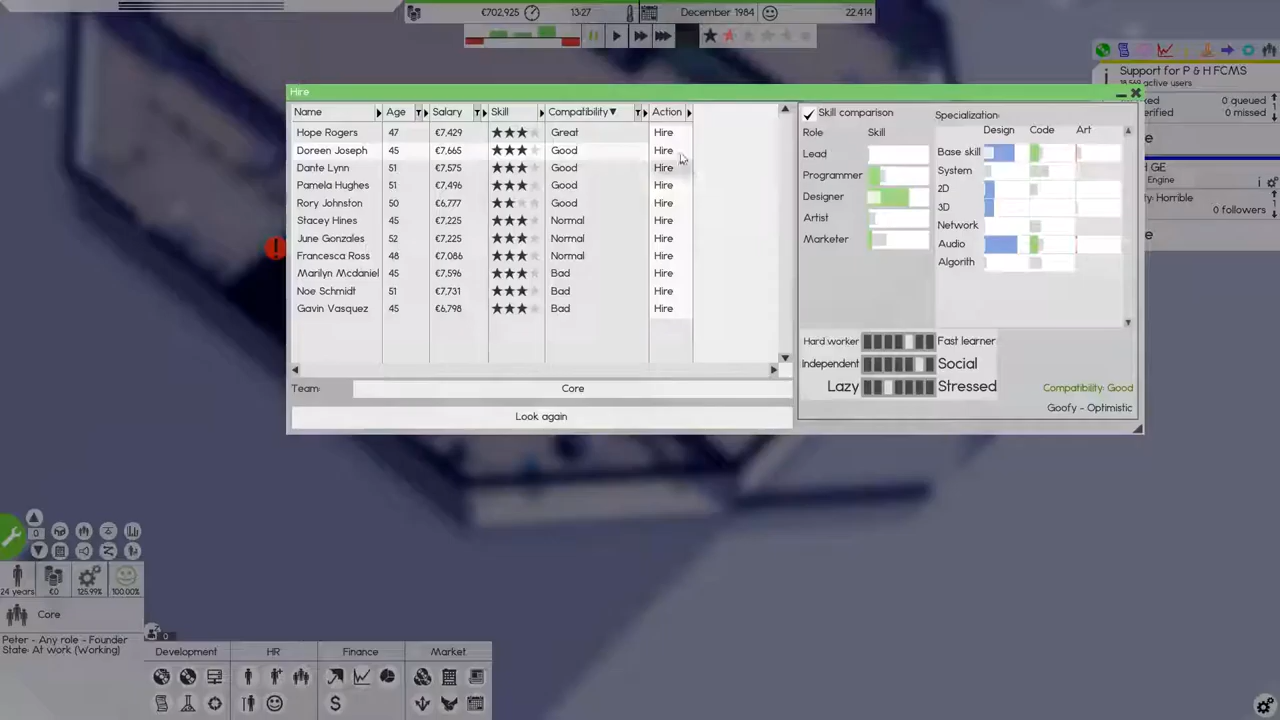 €702,925 13:27 December 1984 22.414
Support for P & H FCMS
active users
0 queued
0 missed
GE
Engine
Horrible
0 followers
Hire
Name Age Salary Skill Compatibility▼ Action
Hope Rogers 47 €7,429 Great Hire
Doreen Joseph 45 €7,665 Good Hire
Dante Lynn 51 €7,575 Good Hire
Pamela Hughes 51 €7,496 Good Hire
Rory Johnston 50 €6,777 Good Hire
Stacey Hines 45 €7,225 Normal Hire
June Gonzales 52 €7,225 Normal Hire
Francesca Ross 48 €7,086 Normal Hire
Marilyn Mcdaniel 45 €7,596 Bad Hire
Noe Schmidt 51 €7,731 Bad Hire
Gavin Vasquez 45 €6,798 Bad Hire
Team: Core
Look again
Skill comparison
Role Skill
Lead
Programmer
Designer
Artist
Marketer
Specialization:
Design Code Art
Base skill
System
2D
3D
Network
Audio
Algorith
Hard worker Fast learner
Independent Social
Lazy Stressed
Compatibility: Good
Goofy - Optimistic
0
24 years €0 125.99% 100.00%
Core
Peter - Any role - Founder
State: At work (Working)
0
Development HR Finance Market